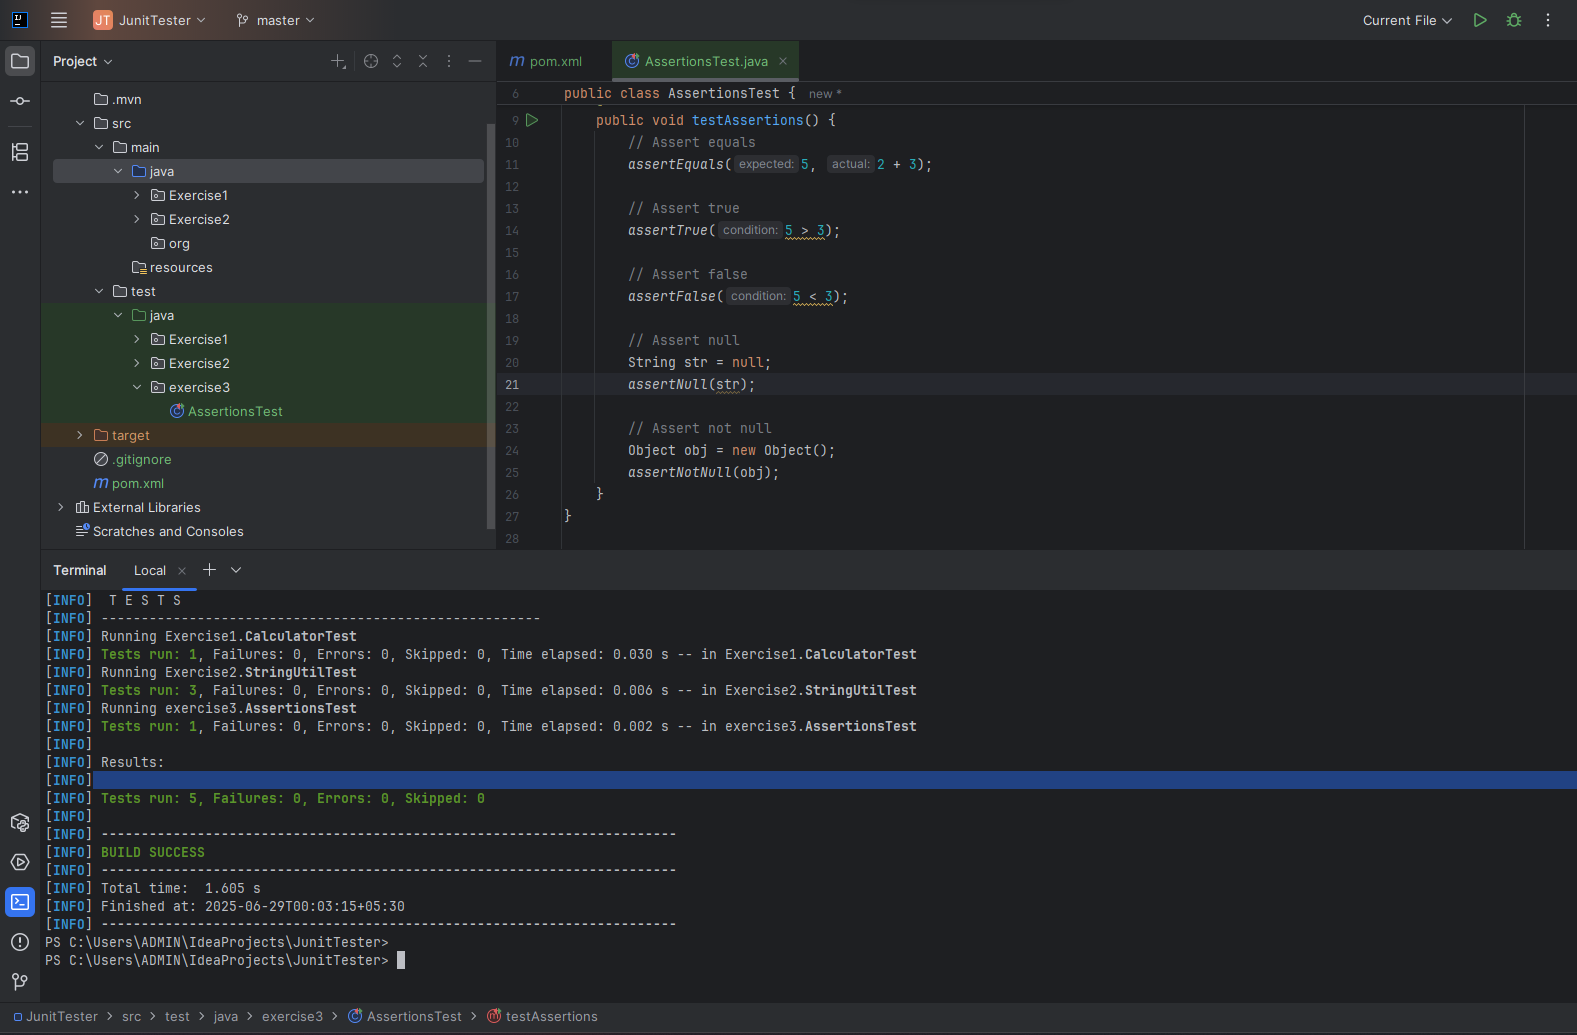 JT JunitTester master Current File
Project
pom.xml
AssertionsTest.java
.mvn
src
main
java
Exercise1
Exercise2
org
resources
test
java
Exercise1
Exercise2
exercise3
AssertionsTest
target
.gitignore
pom.xml
External Libraries
Scratches and Consoles
6 public class AssertionsTest { new *
9 public void testAssertions() {
10 // Assert equals
11 assertEquals( expected: 5, actual: 2 + 3);
12
13 // Assert true
14 assertTrue( condition: 5 > 3);
15
16 // Assert false
17 assertFalse( condition: 5 < 3);
18
19 // Assert null
20 String str = null;
21 assertNull(str);
22
23 // Assert not null
24 Object obj = new Object();
25 assertNotNull(obj);
26 }
27 }
28
Terminal Local
[INFO]  T E S T S
[INFO] -------------------------------------------------------
[INFO] Running Exercise1.CalculatorTest
[INFO] Tests run: 1, Failures: 0, Errors: 0, Skipped: 0, Time elapsed: 0.030 s -- in Exercise1.CalculatorTest
[INFO] Running Exercise2.StringUtilTest
[INFO] Tests run: 3, Failures: 0, Errors: 0, Skipped: 0, Time elapsed: 0.006 s -- in Exercise2.StringUtilTest
[INFO] Running exercise3.AssertionsTest
[INFO] Tests run: 1, Failures: 0, Errors: 0, Skipped: 0, Time elapsed: 0.002 s -- in exercise3.AssertionsTest
[INFO]
[INFO] Results:
[INFO]
[INFO] Tests run: 5, Failures: 0, Errors: 0, Skipped: 0
[INFO]
[INFO] ------------------------------------------------------------------------
[INFO] BUILD SUCCESS
[INFO] ------------------------------------------------------------------------
[INFO] Total time:  1.605 s
[INFO] Finished at: 2025-06-29T00:03:15+05:30
[INFO] ------------------------------------------------------------------------
PS C:\Users\ADMIN\IdeaProjects\JunitTester>
PS C:\Users\ADMIN\IdeaProjects\JunitTester>
JunitTester > src > test > java > exercise3 > AssertionsTest > testAssertions